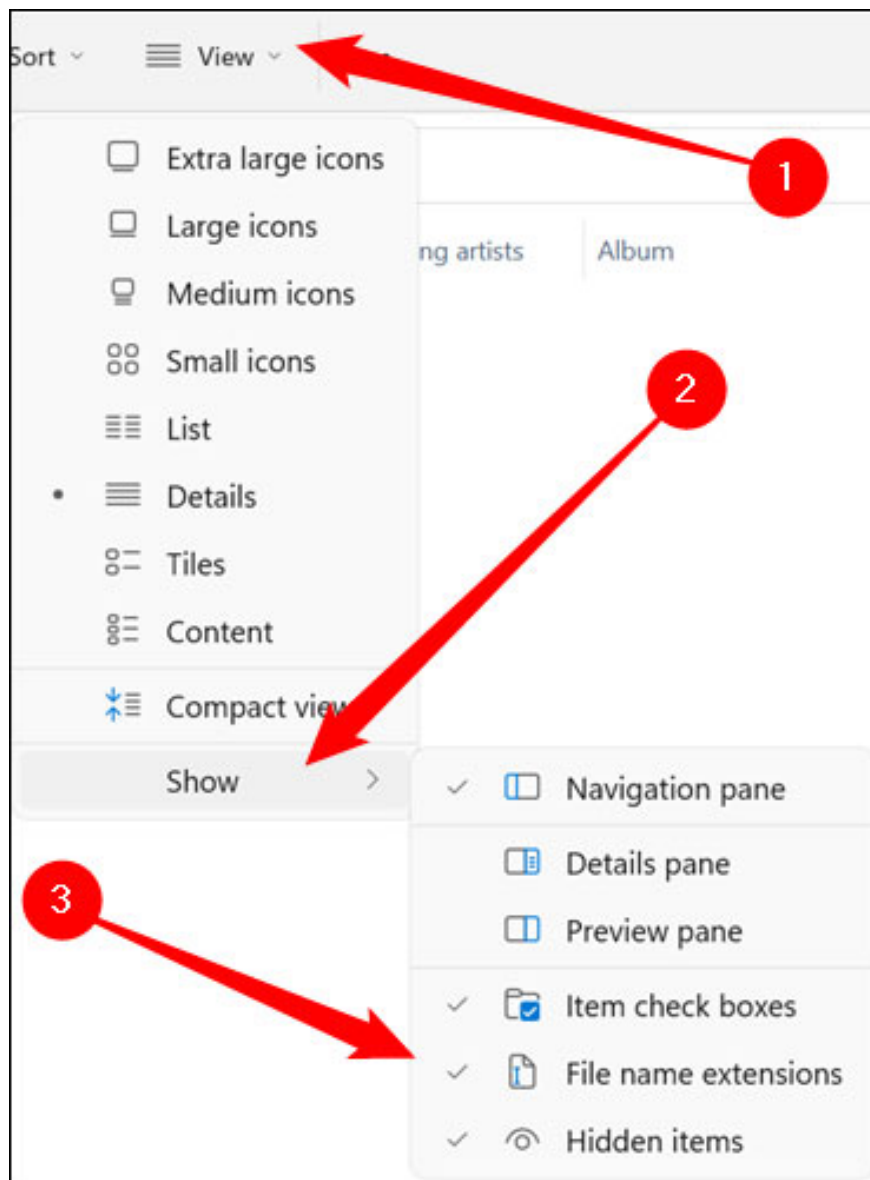 Sort View
1
Extra large icons
Large icons
ng artists Album
Medium icons
Small icons
2
List
Details
Tiles
Content
Compact view
Show
Navigation pane
Details pane
3
Preview pane
Item check boxes
File name extensions
Hidden items